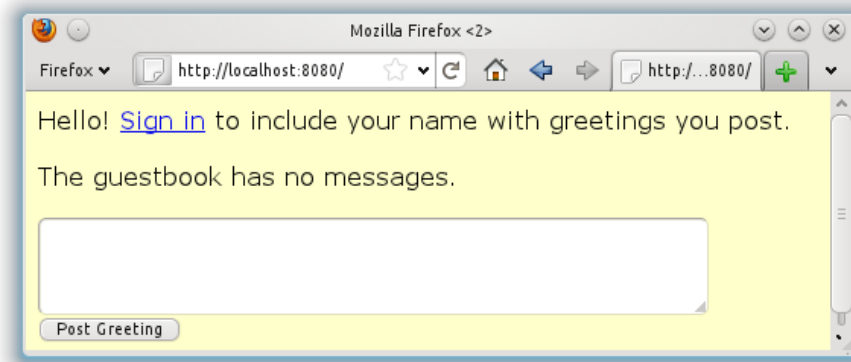 Mozilla Firefox <2>
Firefox http://localhost:8080/ http:/...8080/
Hello! Sign in to include your name with greetings you post.
The guestbook has no messages.
Post Greeting